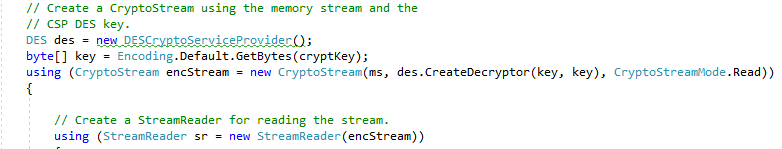 // Create a CryptoStream using the memory stream and the
// CSP DES key.
DES des = new DESCryptoServiceProvider();
byte[] key = Encoding.Default.GetBytes(cryptKey);
using (CryptoStream encStream = new CryptoStream(ms, des.CreateDecryptor(key, key), CryptoStreamMode.Read))
{
// Create a StreamReader for reading the stream.
using (StreamReader sr = new StreamReader(encStream))